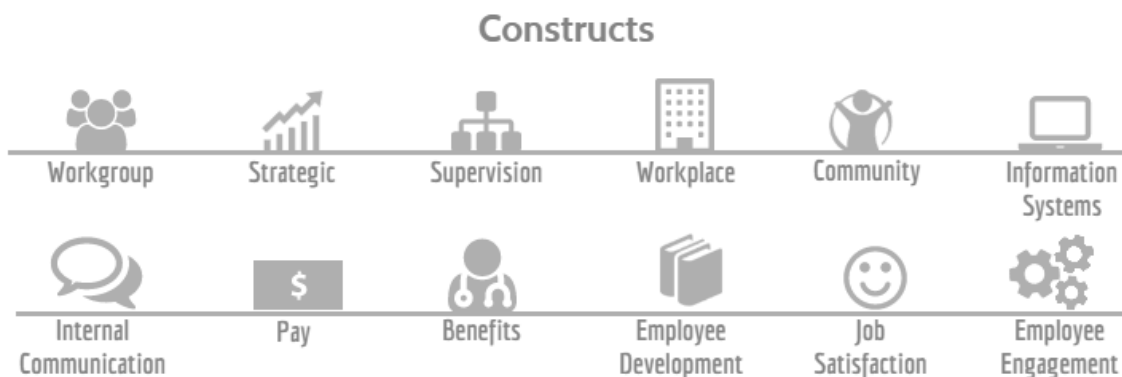 Constructs
Workgroup Strategic Supervision Workplace Community Information Systems
$
Internal Communication Pay Benefits Employee Development Job Satisfaction Employee Engagement